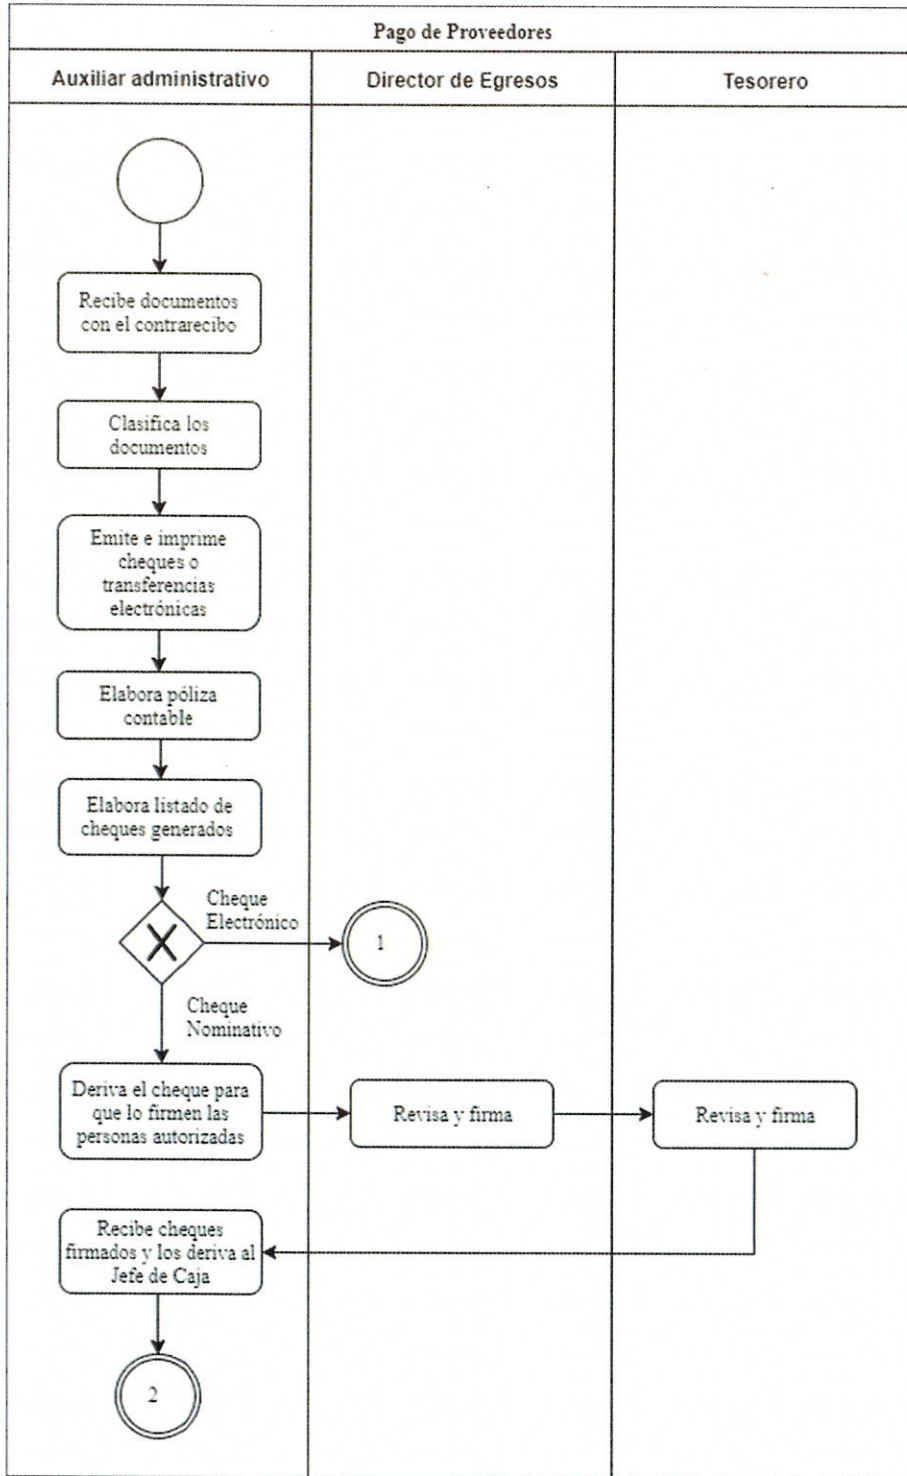 Pago de Proveedores
Auxiliar administrativo
Director de Egresos
Tesorero
Recibe documentos
con el contrarecibo
Clasifica los
documentos
Emite e imprime
cheques o
transferencias
electrónicas
Elabora póliza
contable
Elabora listado de
cheques generados
Cheque
Electrónico
1
Cheque
Nominativo
Deriva el cheque para
que lo firmen las
personas autorizadas
Revisa y firma
Revisa y firma
Recibe cheques
firmados y los deriva al
Jefe de Caja
2